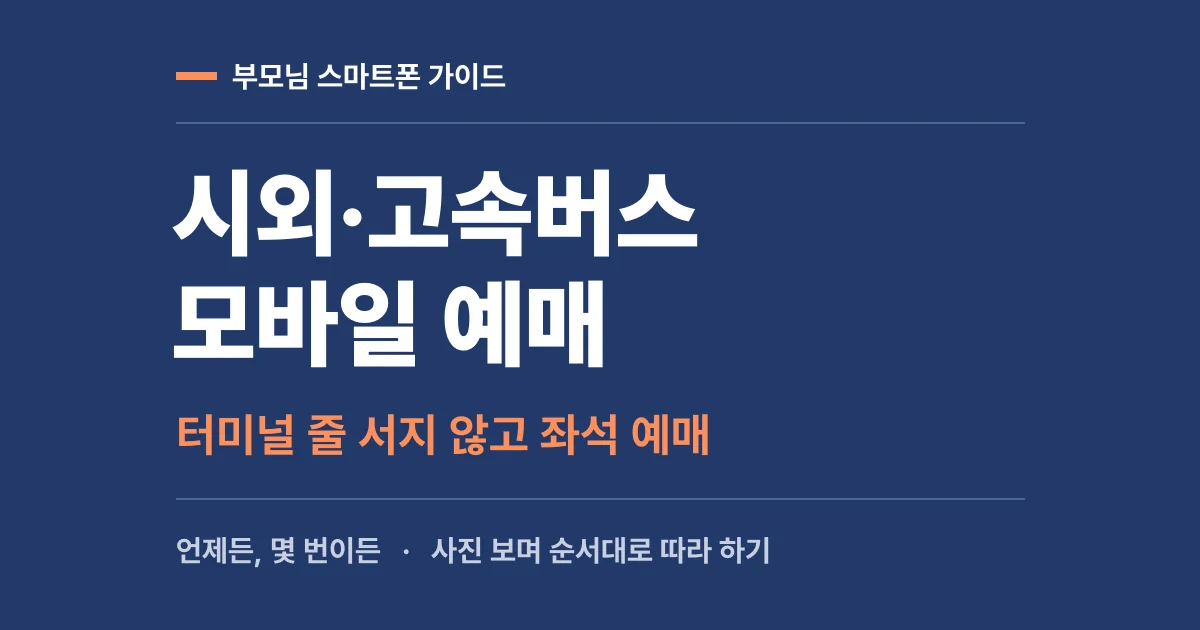 부모님 스마트폰 가이드
시외·고속버스
모바일 예매
터미널 줄 서지 않고 좌석 예매
언제든, 몇 번이든 · 사진 보며 순서대로 따라 하기